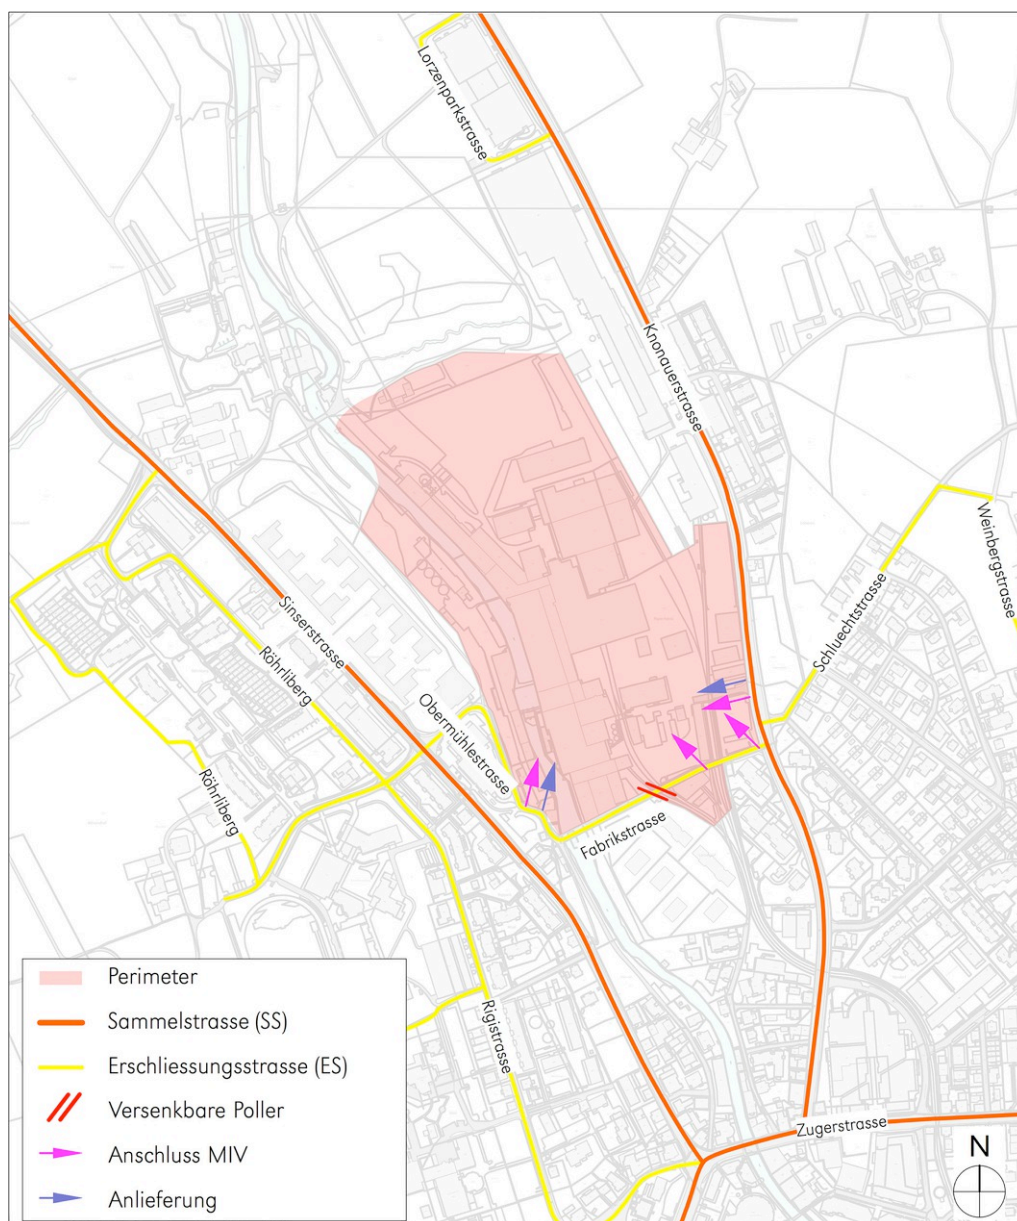 Lorzenparkstrasse
Knonauerstrasse
Weinbergstrasse
Schluechtstrasse
Sinserstrasse
Röhrliberg
Obermühlestrasse
Röhrliberg
Fabrikstrasse
Rigistrasse
Zugerstrasse
N
Perimeter
Sammelstrasse (SS)
Erschliessungsstrasse (ES)
Versenkbare Poller
Anschluss MIV
Anlieferung